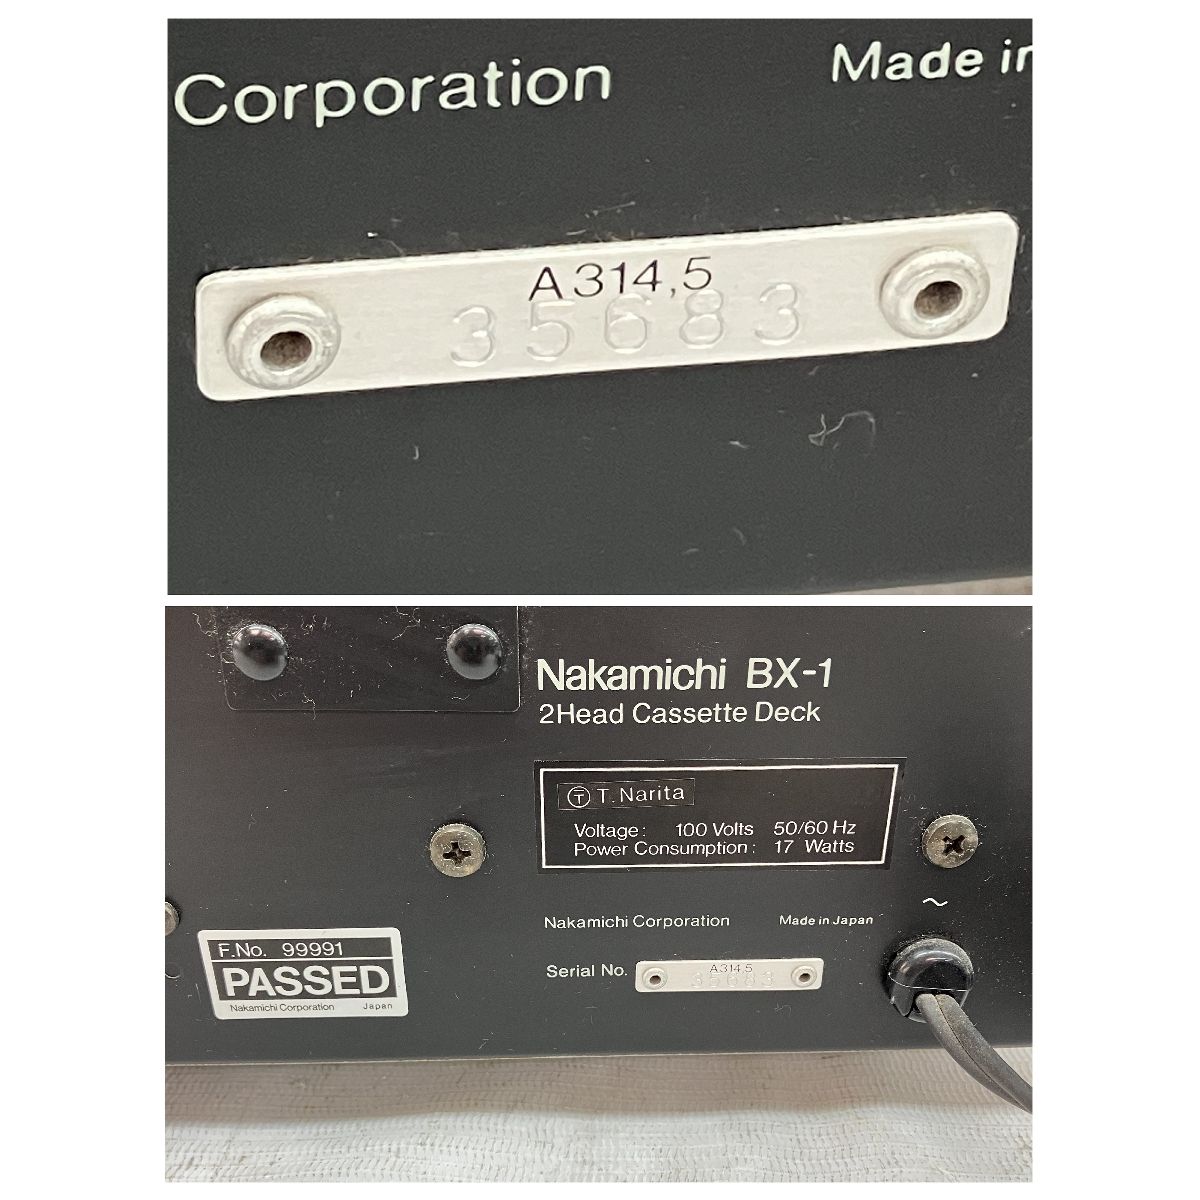 Corporation
Made in
A314,5
35683
Nakamichi BX-1
2Head Cassette Deck
T T. Narita
Voltage: 100 Volts 50/60 Hz
Power Consumption: 17 Watts
~
Nakamichi Corporation Made in Japan
Serial No. A314,5
35683
F.No. 99991
PASSED
Nakamichi Corporation Japan